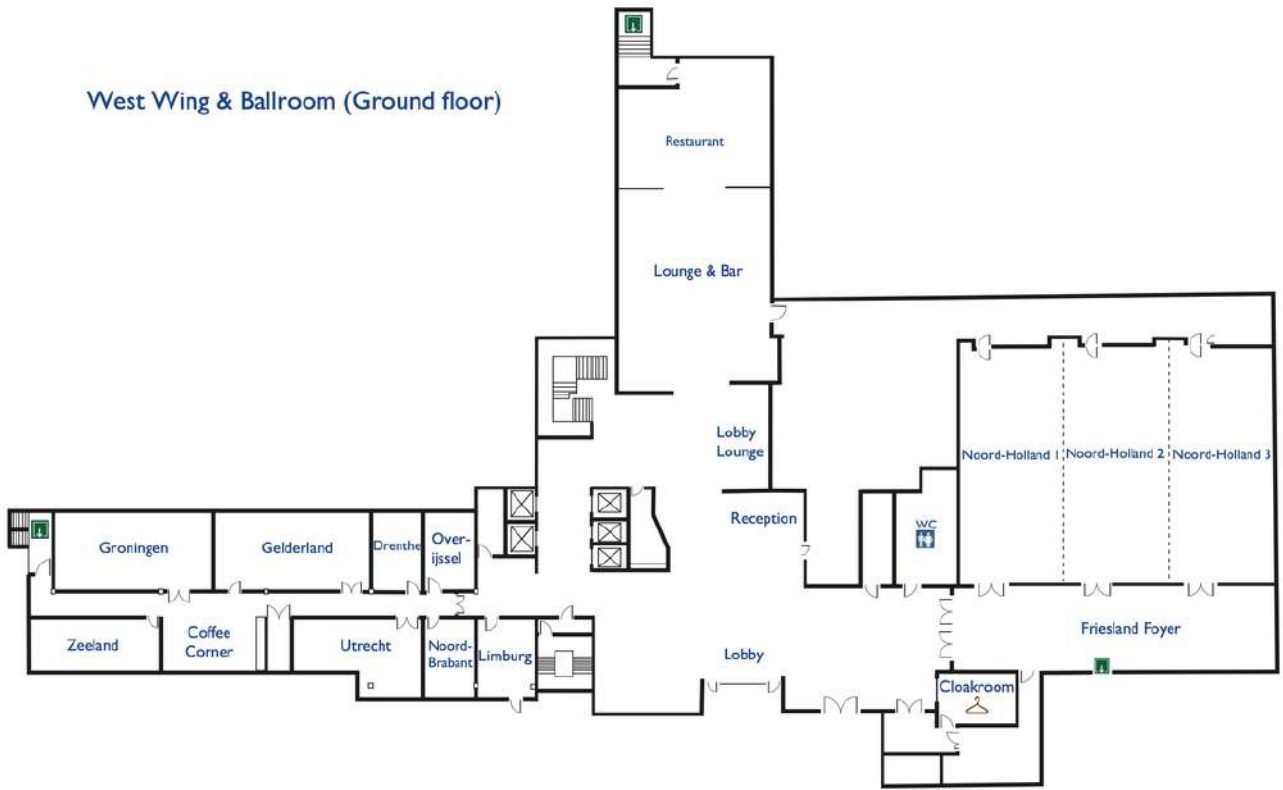 West Wing & Ballroom (Ground floor)
Restaurant
Lounge & Bar
Lobby
Lounge
Noord-Holland 1
Noord-Holland 2
Noord-Holland 3
Reception
WC
Groningen
Gelderland
Drenthe
Over-
ijssel
Zeeland
Coffee
Corner
Utrecht
Noord-
Brabant
Limburg
Lobby
Friesland Foyer
Cloakroom